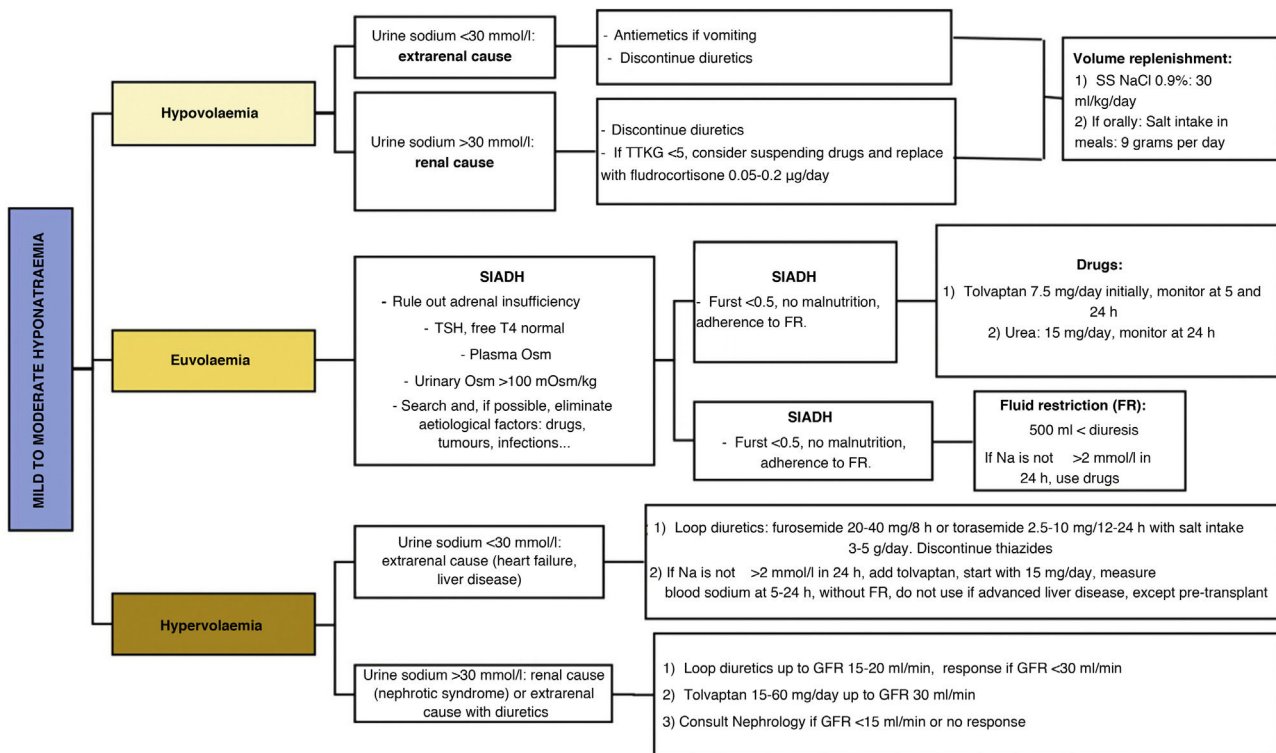 MILD TO MODERATE HYPONATRAEMIA
Hypovolaemia
Urine sodium <30 mmol/l:
extrarenal cause
- Antiemetics if vomiting
- Discontinue diuretics
Urine sodium >30 mmol/l:
renal cause
- Discontinue diuretics
- If TTKG <5, consider suspending drugs and replace
with fludrocortisone 0.05-0.2 µg/day
Volume replenishment:
1) SS NaCl 0.9%: 30
ml/kg/day
2) If orally: Salt intake in
meals: 9 grams per day
Euvolaemia
SIADH
- Rule out adrenal insufficiency
- TSH, free T4 normal
- Plasma Osm
- Urinary Osm >100 mOsm/kg
- Search and, if possible, eliminate
aetiological factors: drugs,
tumours, infections...
SIADH
- Furst <0.5, no malnutrition,
adherence to FR.
Drugs:
1) Tolvaptan 7.5 mg/day initially, monitor at 5 and
24 h
2) Urea: 15 mg/day, monitor at 24 h
SIADH
- Furst <0.5, no malnutrition,
adherence to FR.
Fluid restriction (FR):
500 ml < diuresis
If Na is not >2 mmol/l in
24 h, use drugs
Hypervolaemia
Urine sodium <30 mmol/l:
extrarenal cause (heart failure,
liver disease)
1) Loop diuretics: furosemide 20-40 mg/8 h or torasemide 2.5-10 mg/12-24 h with salt intake
3-5 g/day. Discontinue thiazides
2) If Na is not >2 mmol/l in 24 h, add tolvaptan, start with 15 mg/day, measure
blood sodium at 5-24 h, without FR, do not use if advanced liver disease, except pre-transplant
Urine sodium >30 mmol/l: renal cause
(nephrotic syndrome) or extrarenal
cause with diuretics
1) Loop diuretics up to GFR 15-20 ml/min, response if GFR <30 ml/min
2) Tolvaptan 15-60 mg/day up to GFR 30 ml/min
3) Consult Nephrology if GFR <15 ml/min or no response